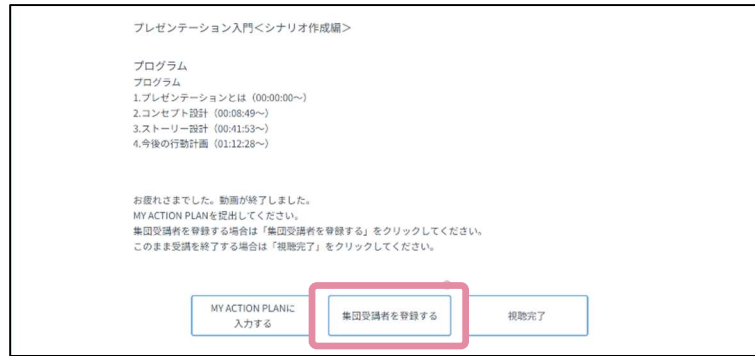 プレゼンテーション入門<シナリオ作成編>
プログラム
プログラム
1.プレゼンテーションとは（00:00:00～）
2.コンセプト設計（00:08:49～）
3.ストーリー設計（00:41:53～）
4.今後の行動計画（01:12:28～）
お疲れさまでした。動画が終了しました。
MY ACTION PLANを提出してください。
集団受講者を登録する場合は「集団受講者を登録する」をクリックしてください。
このまま受講を終了する場合は「視聴完了」をクリックしてください。
MY ACTION PLANに
入力する
集団受講者を登録する
視聴完了